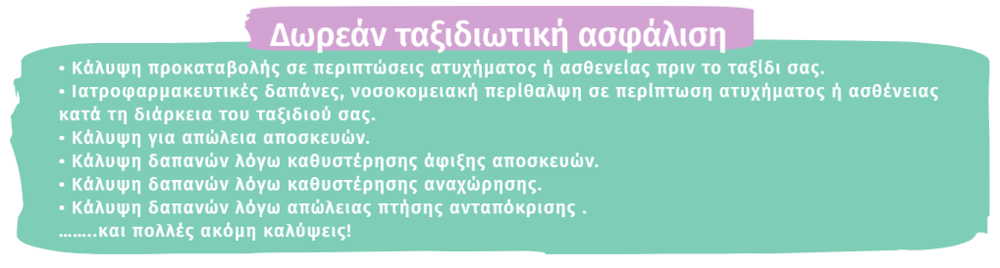 Δωρεάν ταξιδιωτική ασφάλιση
• Κάλυψη προκαταβολής σε περιπτώσεις ατυχήματος ή ασθενείας πριν το ταξίδι σας.
• Ιατροφαρμακευτικές δαπάνες, νοσοκομειακή περίθαλψη σε περίπτωση ατυχήματος ή ασθένειας
κατά τη διάρκεια του ταξιδιού σας.
• Κάλυψη για απώλεια αποσκευών.
• Κάλυψη δαπανών λόγω καθυστέρησης άφιξης αποσκευών.
• Κάλυψη δαπανών λόγω καθυστέρησης αναχώρησης.
• Κάλυψη δαπανών λόγω απώλειας πτήσης ανταπόκρισης .
........και πολλές ακόμη καλύψεις!